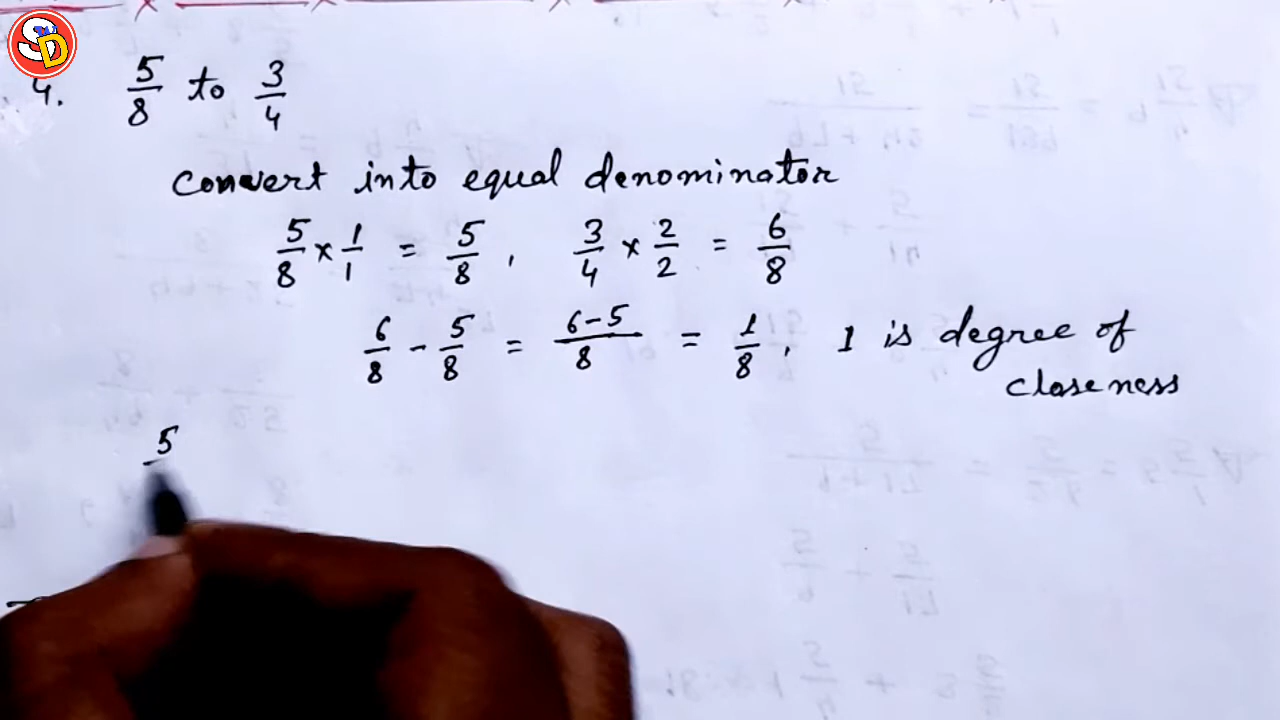 SD
4. 5/8 to 3/4
convert into equal denominator
5/8 × 1/1 = 5/8 , 3/4 × 2/2 = 6/8
6/8 - 5/8 = 6-5/8 = 1/8 , 1 is degree of
closeness
5